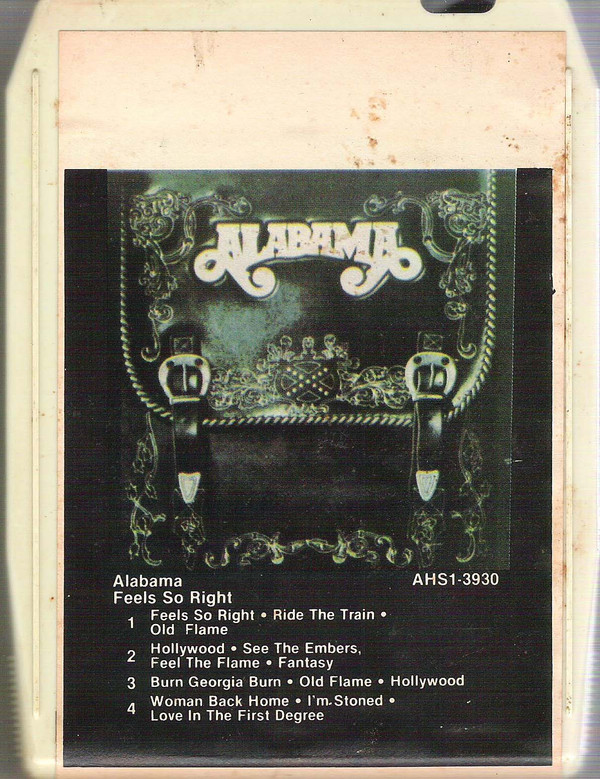 ALABAMA
Alabama AHS1-3930
Feels So Right
1 Feels So Right • Ride The Train •
Old Flame
2 Hollywood • See The Embers,
Feel The Flame • Fantasy
3 Burn Georgia Burn • Old Flame • Hollywood
4 Woman Back Home • I'm Stoned •
Love In The First Degree